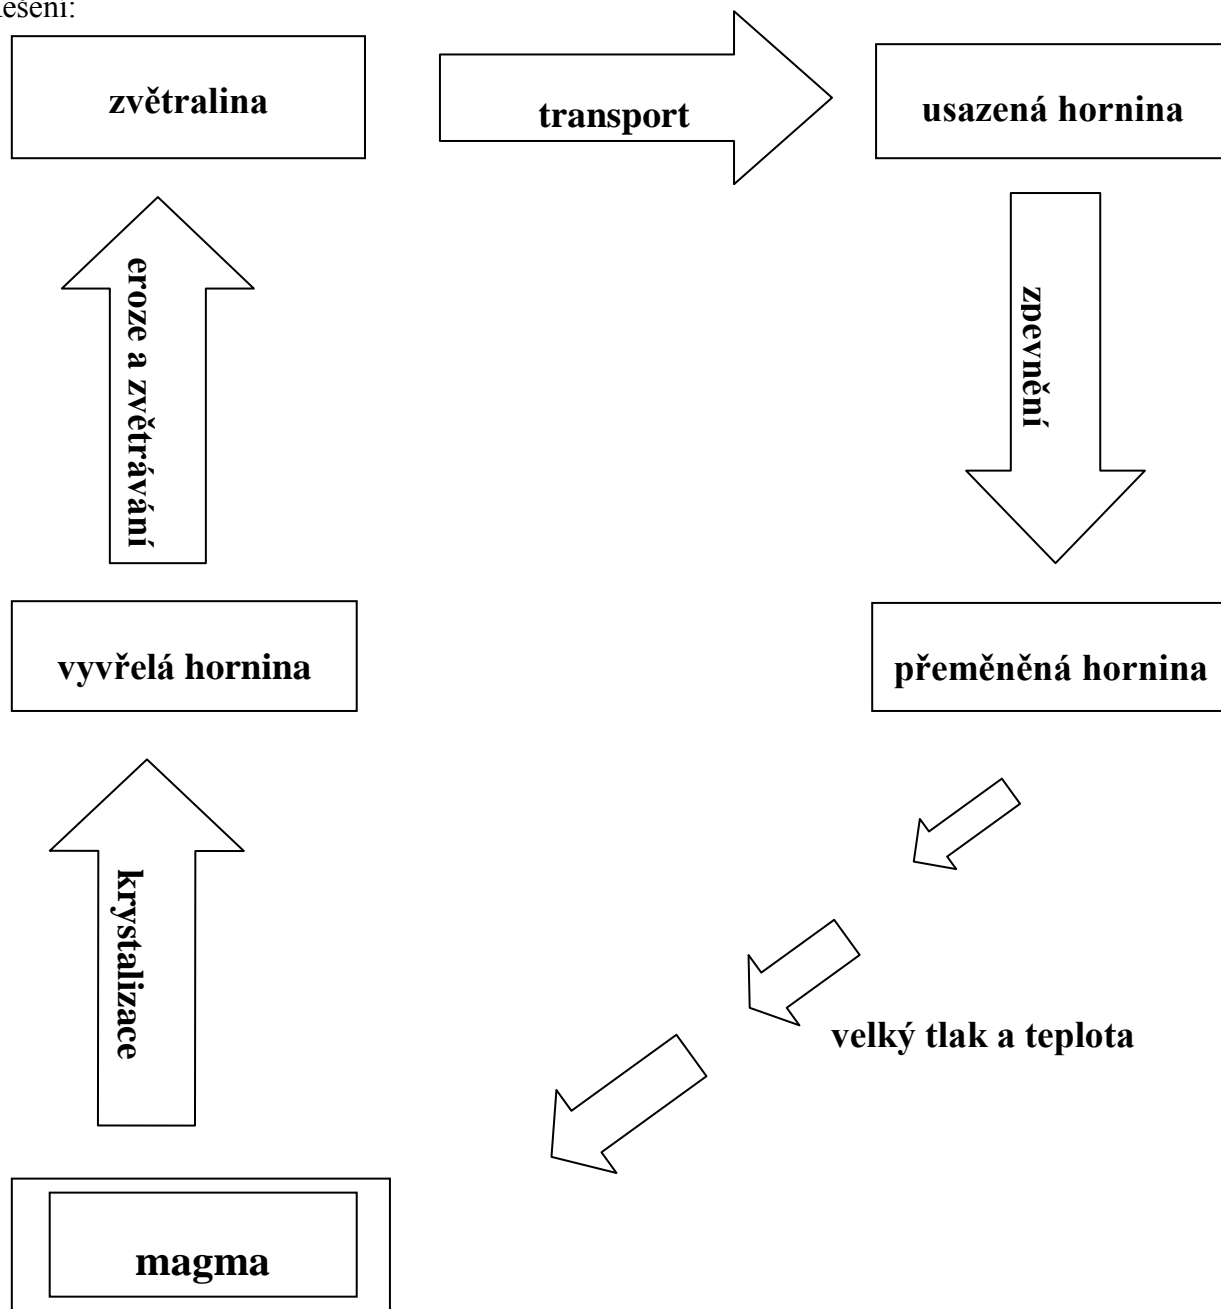 řešení:
zvětralina
transport
usazená hornina
eroze a zvětrávání
zpevnění
vyvřelá hornina
přeměněná hornina
krystalizace
velký tlak a teplota
magma